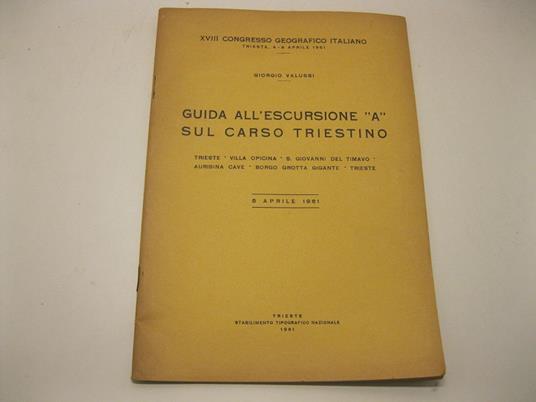 XVIII CONGRESSO GEOGRAFICO ITALIANO
TRIESTE, 4-9 APRILE 1961
GIORGIO VALUSSI
GUIDA ALL'ESCURSIONE "A"
SUL CARSO TRIESTINO
TRIESTE - VILLA OPICINA - S. GIOVANNI DEL TIMAVO -
AURISINA CAVE - BORGO GROTTA GIGANTE - TRIESTE
5 APRILE 1961
TRIESTE
STABILIMENTO TIPOGRAFICO NAZIONALE
1961